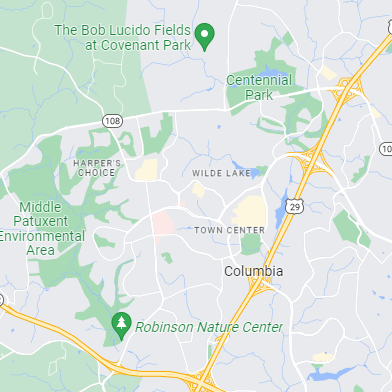 The Bob Lucido Fields
at Covenant Park
Centennial
Park
108
10
HARPER'S
CHOICE
WILDE LAKE
29
Middle
Patuxent
Environmental
Area
TOWN CENTER
Columbia
Robinson Nature Center